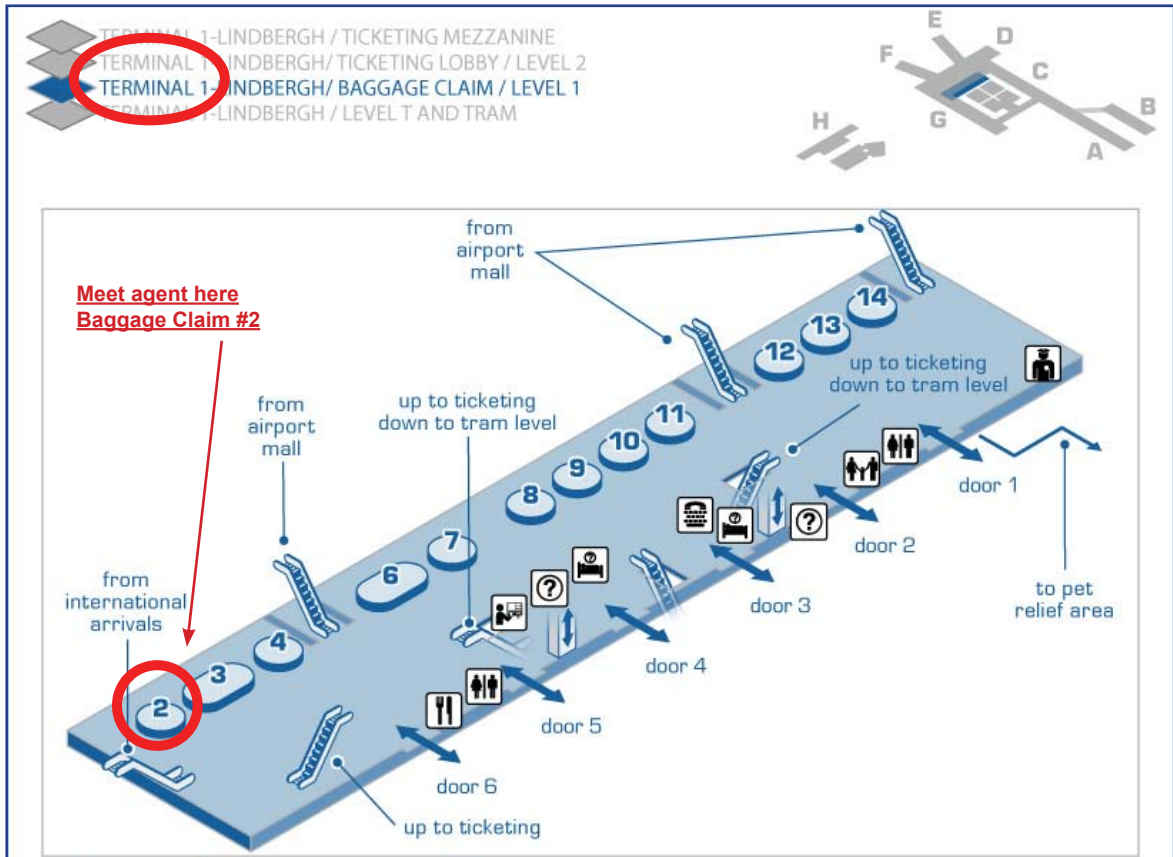 TERMINAL 1-LINDBERGH / TICKETING MEZZANINE
TERMINAL 1-LINDBERGH/ TICKETING LOBBY / LEVEL 2
TERMINAL 1-LINDBERGH/ BAGGAGE CLAIM / LEVEL 1
TERMINAL 1-LINDBERGH / LEVEL T AND TRAM
E
D
F
C
B
G
H
A
from
airport
mall
Meet agent here
Baggage Claim #2
14
13
12
up to ticketing
down to tram level
from
airport
mall
up to ticketing
down to tram level
11
10
9
8
door 1
?
door 2
7
6
?
?
?
door 3
to pet
relief area
from
international
arrivals
?
4
door 4
3
door 5
2
door 6
up to ticketing